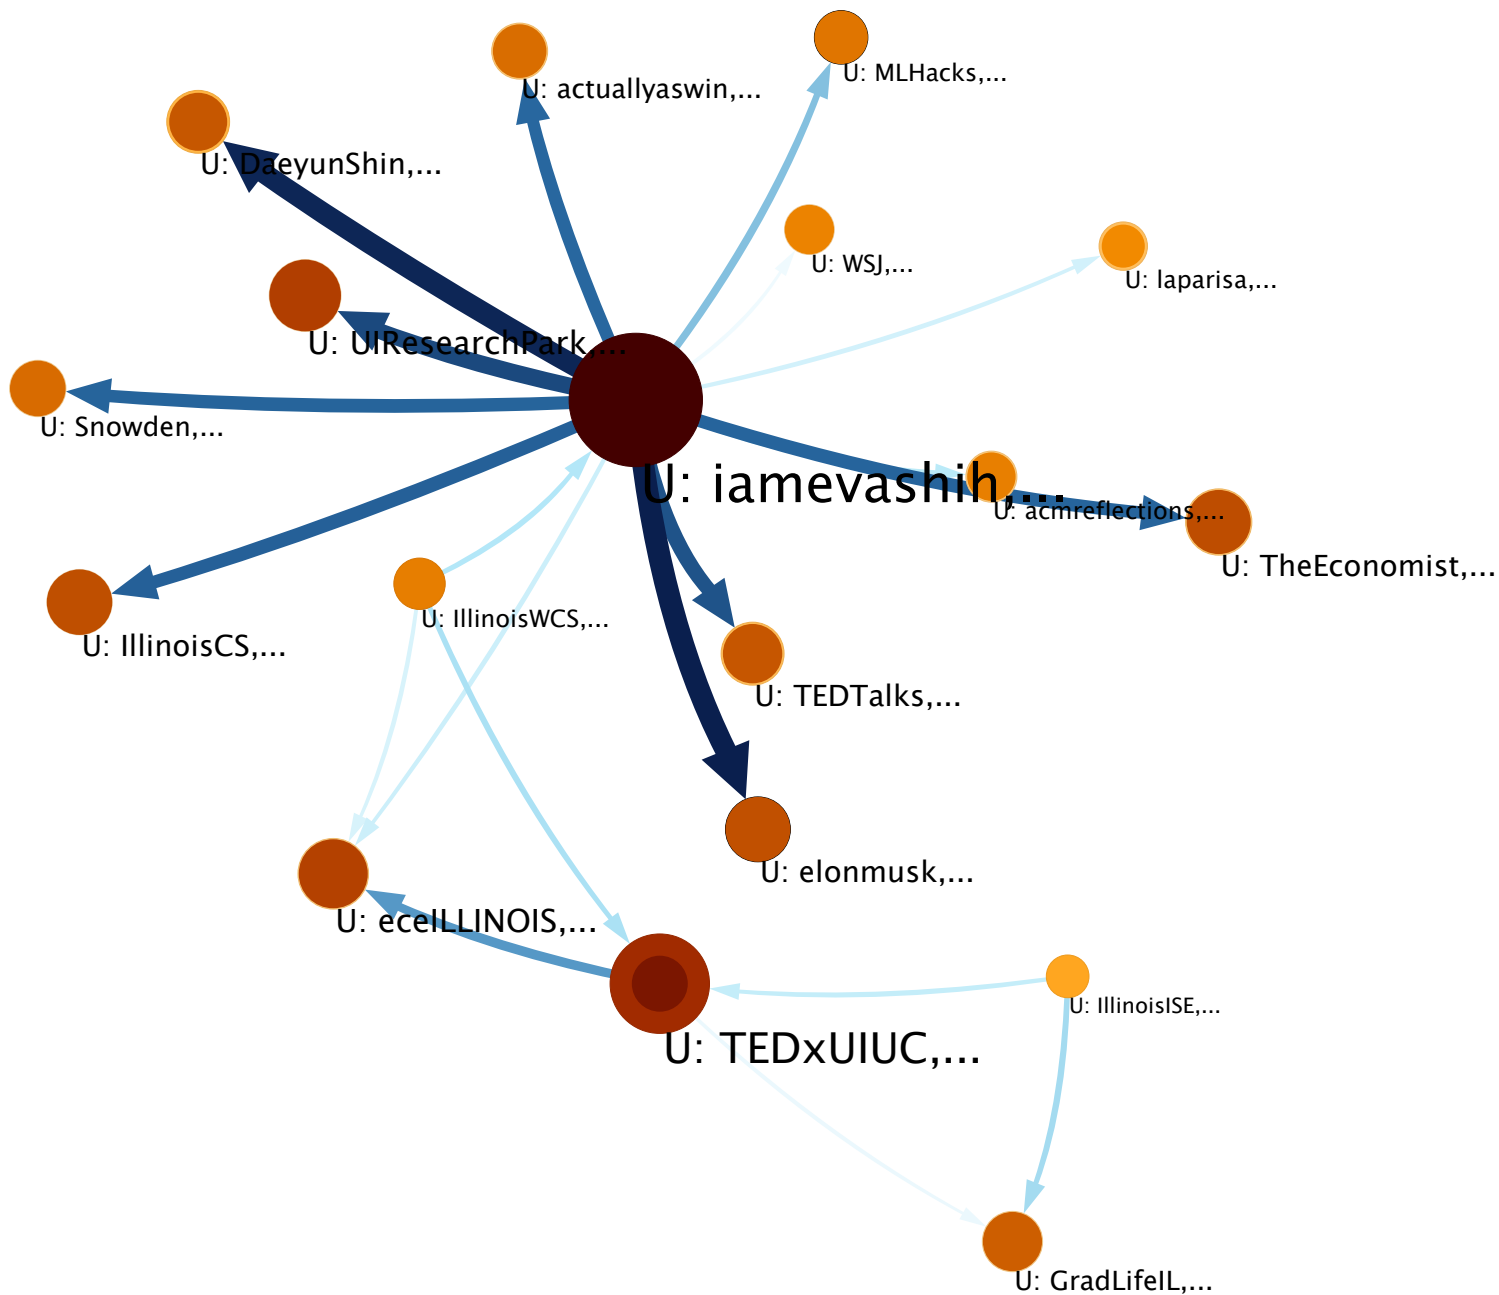 U: MLHacks,...
U: actuallyaswin,...
U: DaeyunShin,...
U: WSJ,...
U: laparisa,...
U: UIResearchPark,...
U: Snowden,...
U: iamevashih,...
U: acmreflections,...
U: TheEconomist,...
U: IllinoisWCS,...
U: IllinoisCS,...
U: TEDTalks,...
U: elonmusk,...
U: eceILLINOIS,...
U: IllinoisISE,...
U: TEDxUIUC,...
U: GradLifeIL,...